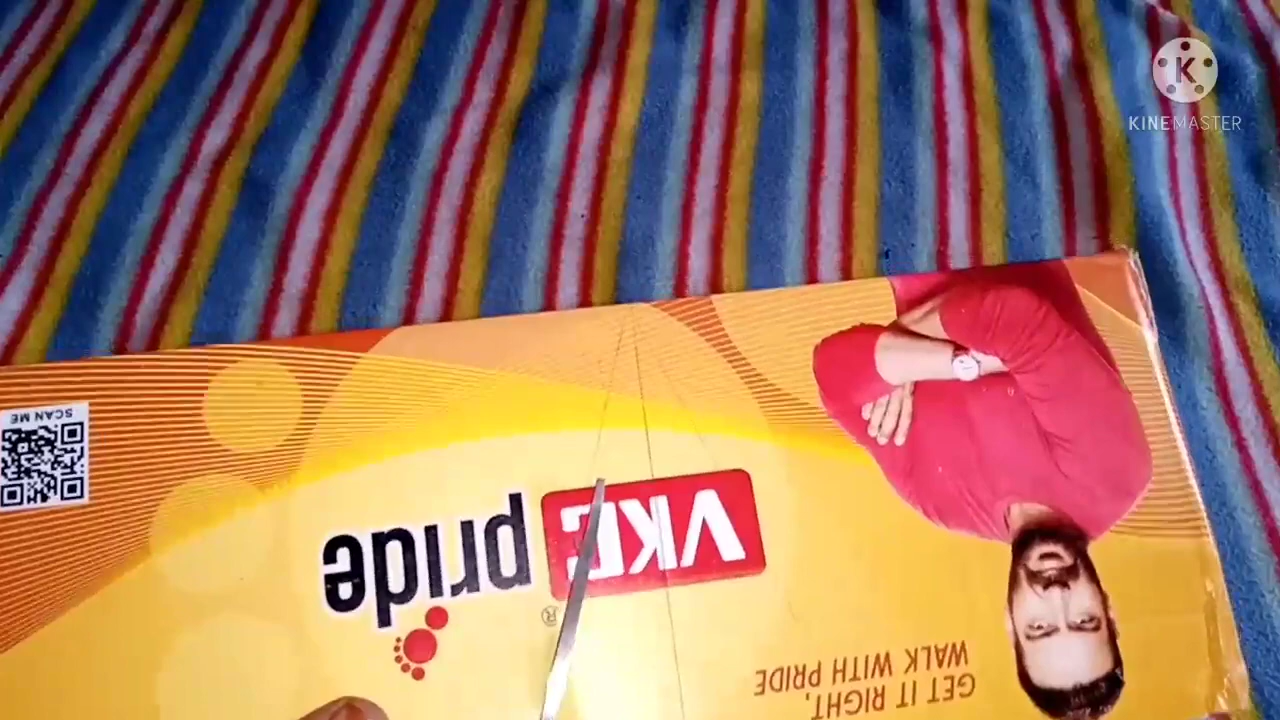 KINEMASTER
SCAN ME
VKC pride®
GET IT RIGHT,
WALK WITH PRIDE